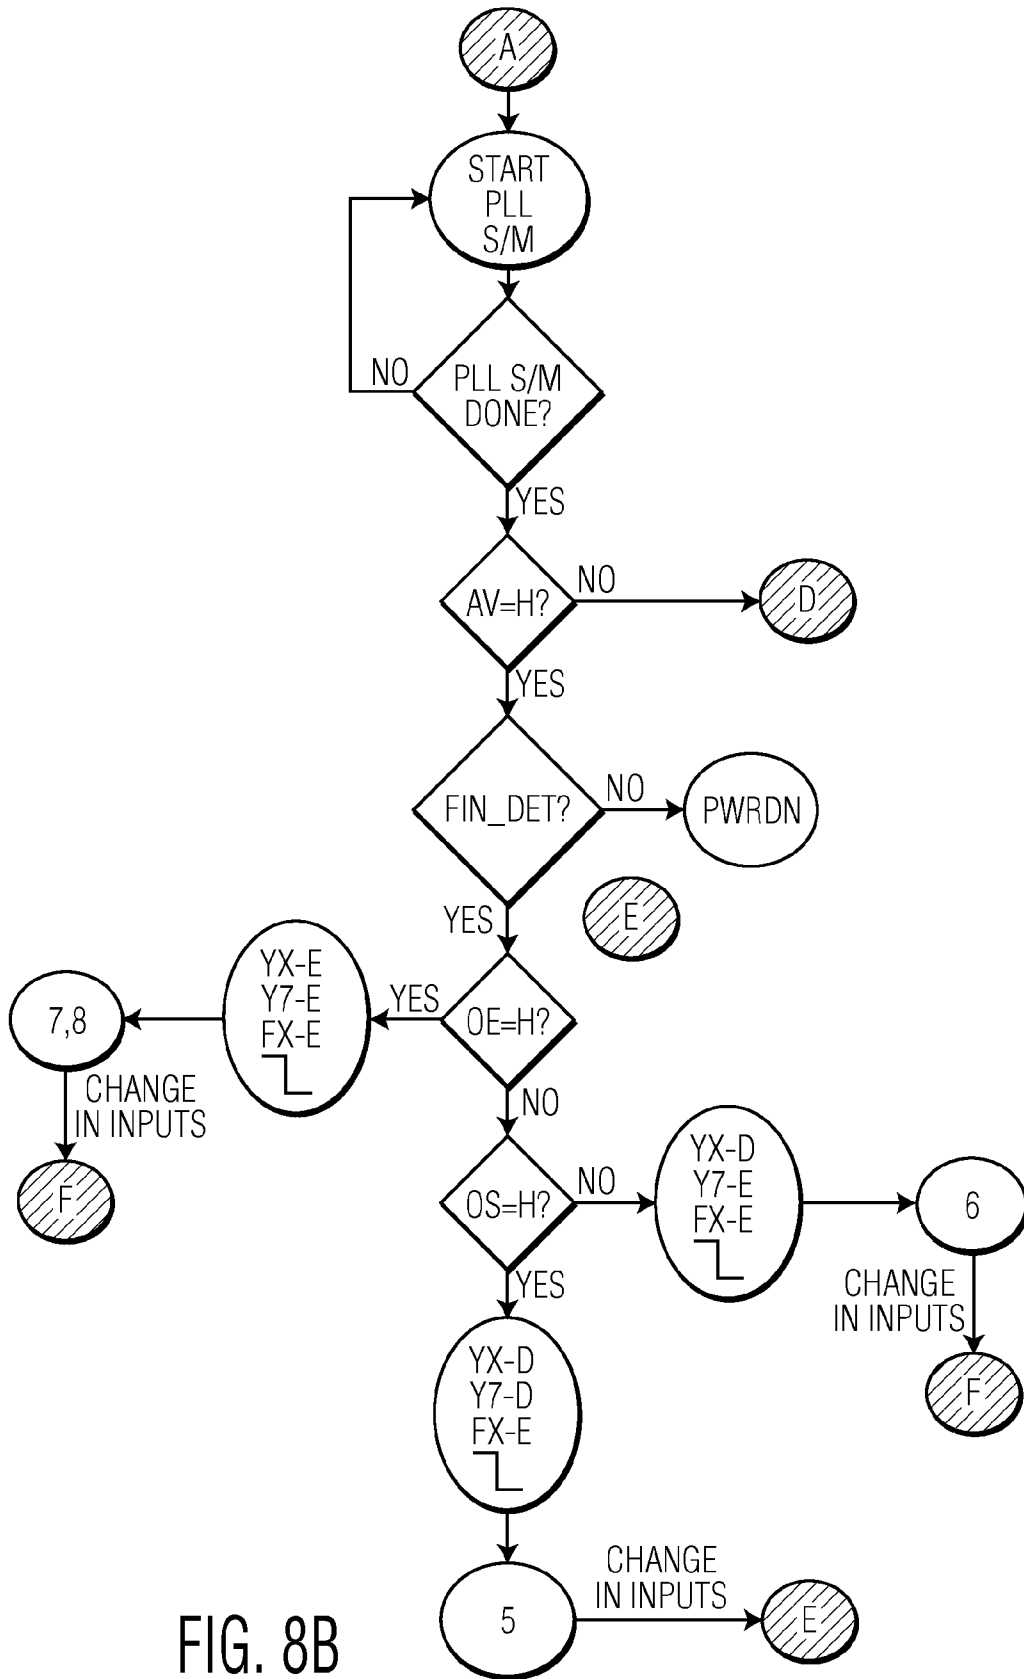 A
START
PLL
S/M
NO
PLL S/M
DONE?
YES
AV=H?
NO
D
YES
FIN_DET?
NO
PWRDN
E
YES
YX-E
Y7-E
FX-E
YES
OE=H?
7,8
CHANGE
IN INPUTS
F
NO
OS=H?
NO
YX-D
Y7-E
FX-E
6
CHANGE
IN INPUTS
F
YES
YX-D
Y7-D
FX-E
5
CHANGE
IN INPUTS
E
FIG. 8B